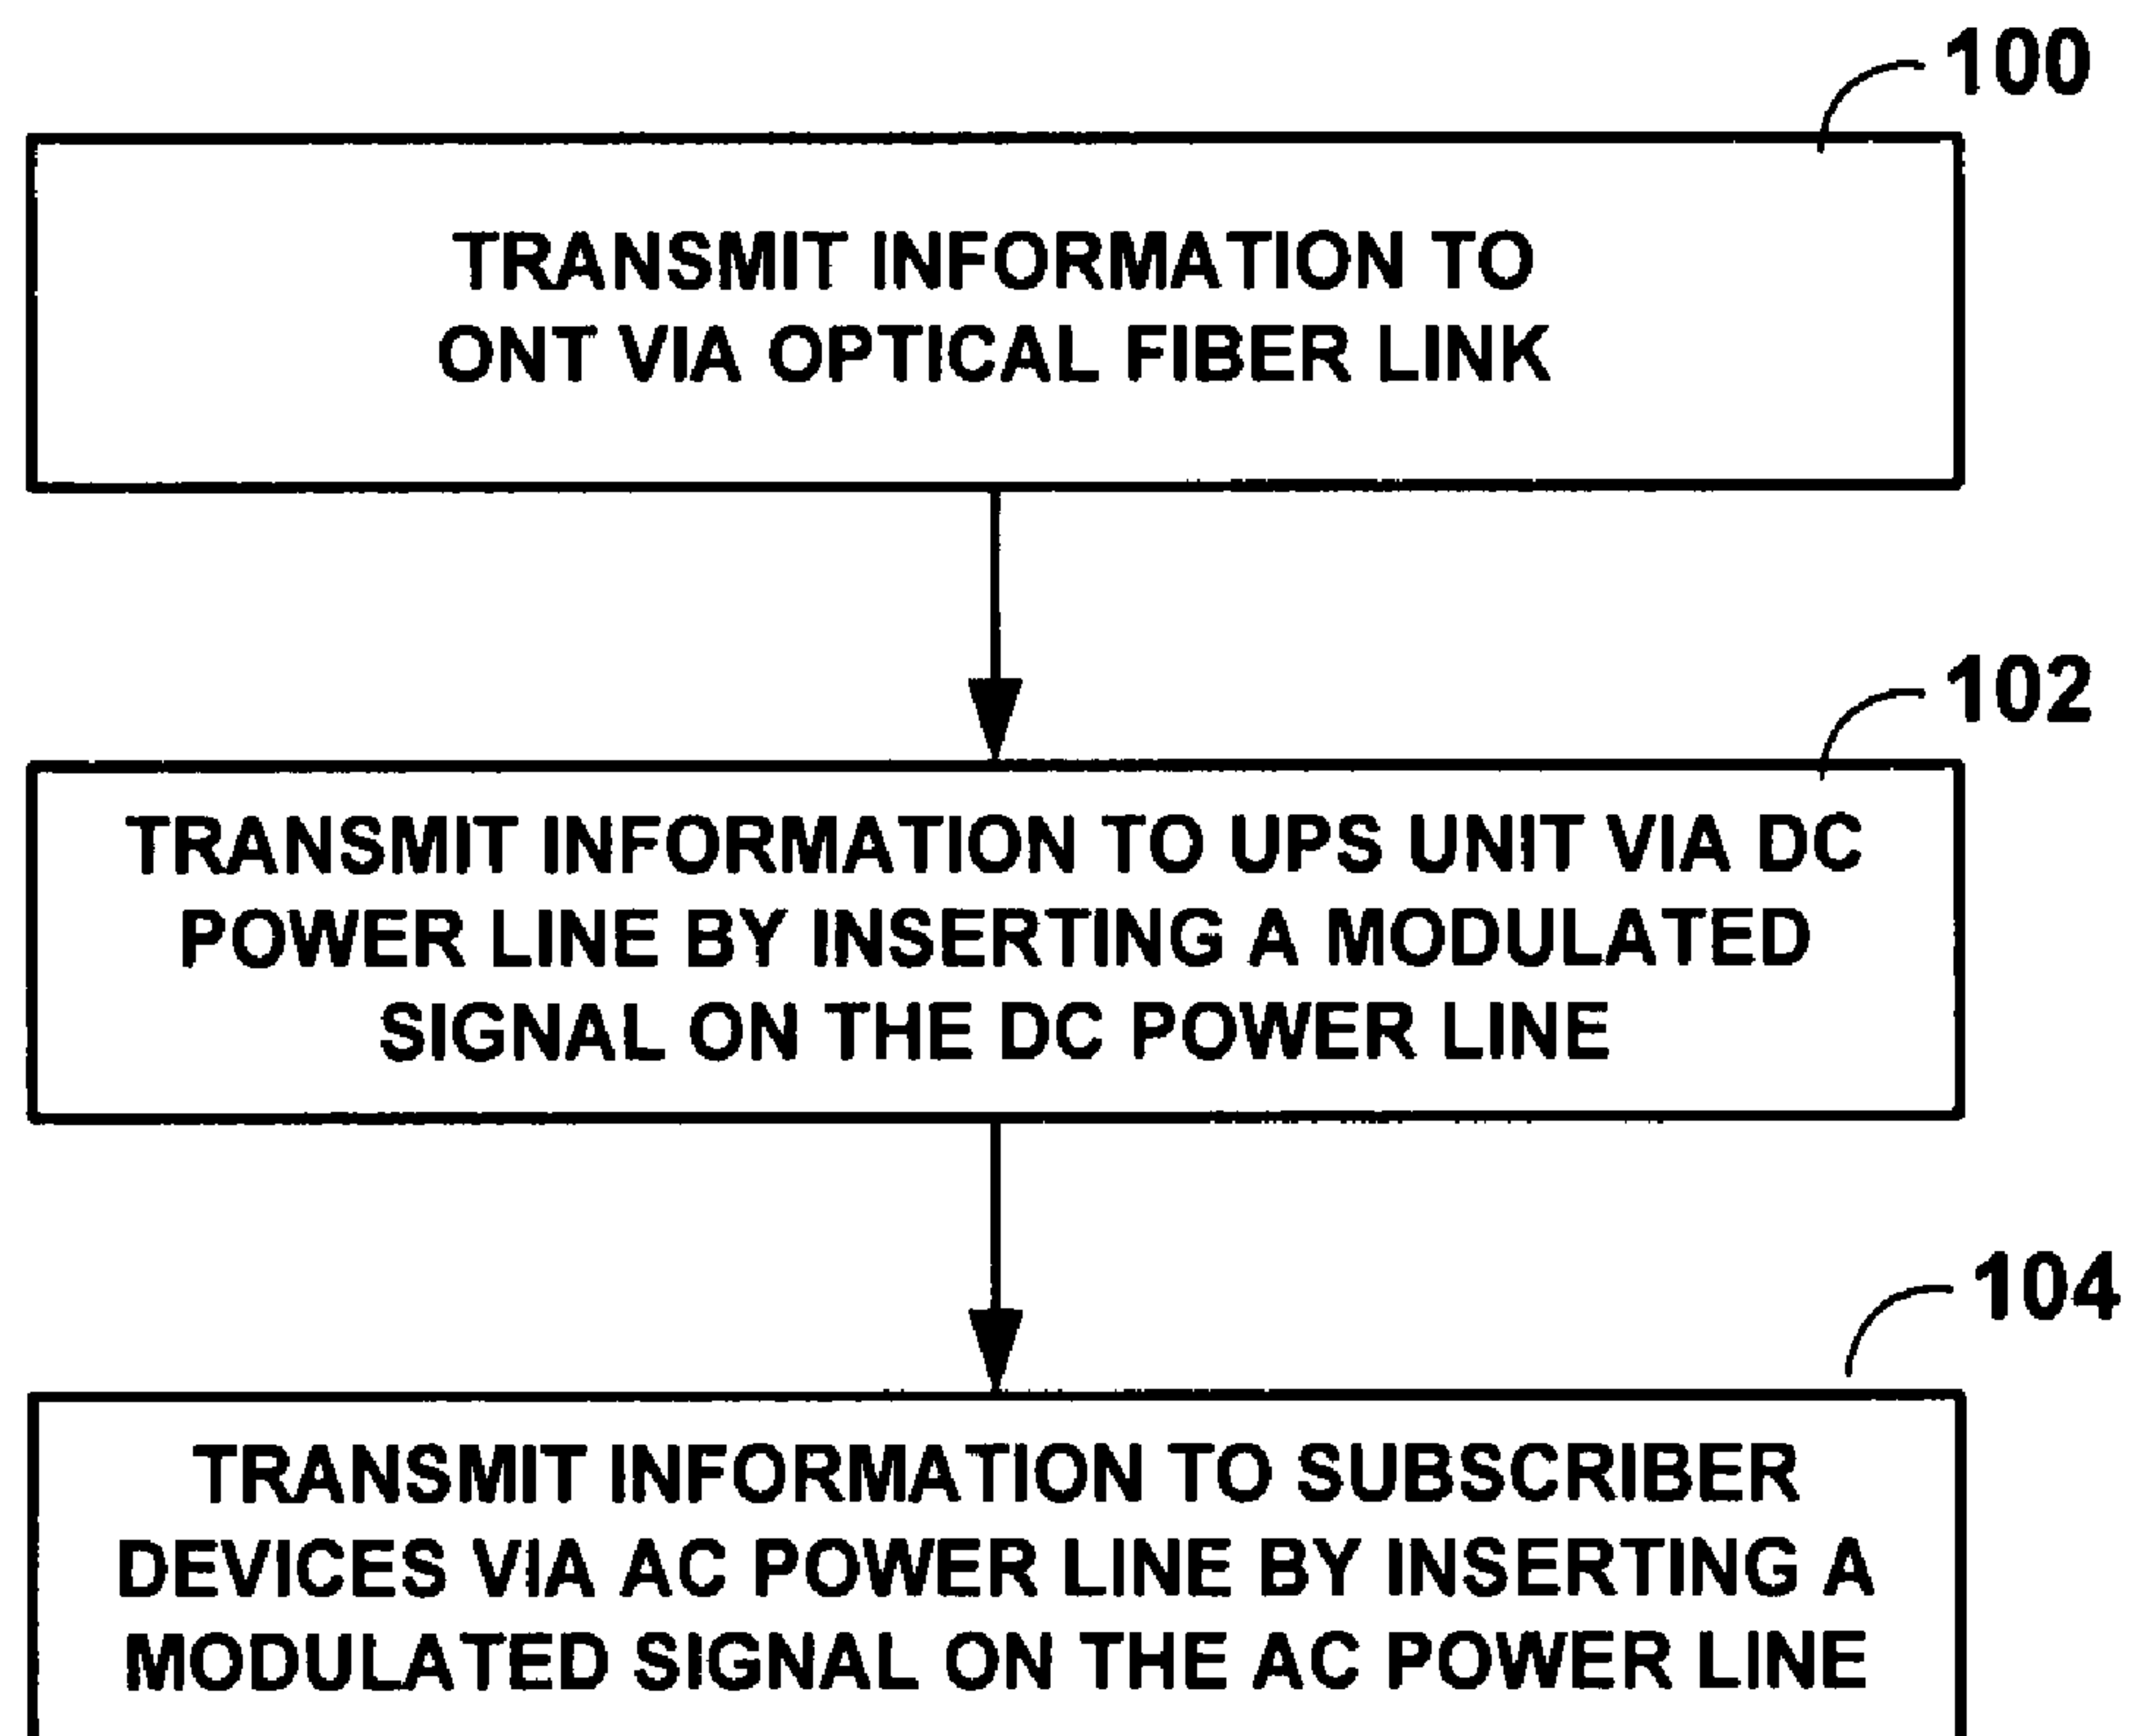 100
TRANSMIT INFORMATION TO
ONT VIA OPTICAL FIBER LINK
102
TRANSMIT INFORMATION TO UPS UNIT VIA DC
POWER LINE BY INSERTING A MODULATED
SIGNAL ON THE DC POWER LINE
104
TRANSMIT INFORMATION TO SUBSCRIBER
DEVICES VIA AC POWER LINE BY INSERTING A
MODULATED SIGNAL ON THE AC POWER LINE